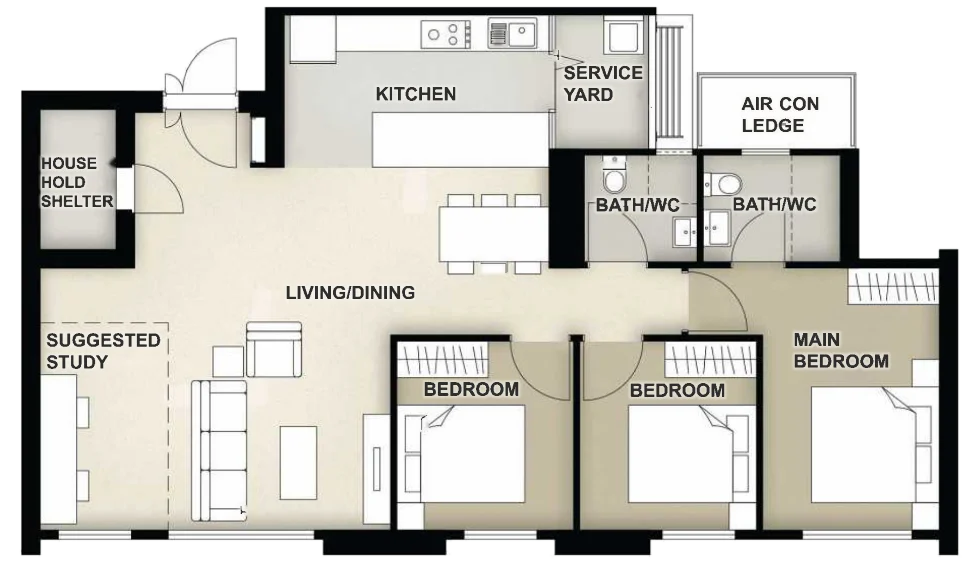 KITCHEN
SERVICE
YARD
AIR CON
LEDGE
HOUSE
HOLD
SHELTER
BATH/WC
BATH/WC
LIVING/DINING
SUGGESTED
STUDY
MAIN
BEDROOM
BEDROOM
BEDROOM